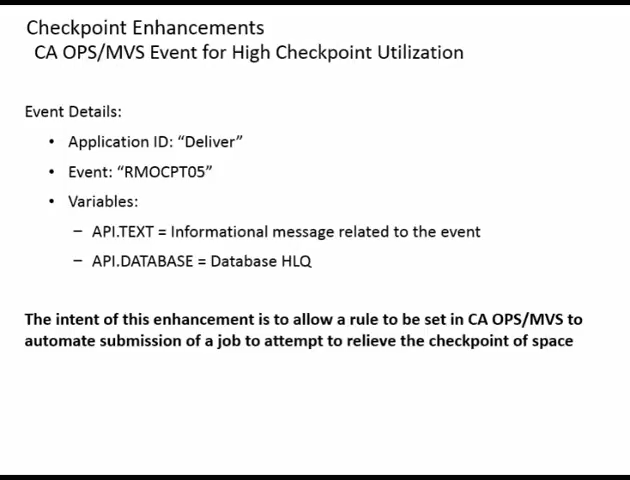 Checkpoint Enhancements
CA OPS/MVS Event for High Checkpoint Utilization
Event Details:
• Application ID: “Deliver”
• Event: “RMOCPT05”
• Variables:
– API.TEXT = Informational message related to the event
– API.DATABASE = Database HLQ
The intent of this enhancement is to allow a rule to be set in CA OPS/MVS to
automate submission of a job to attempt to relieve the checkpoint of space